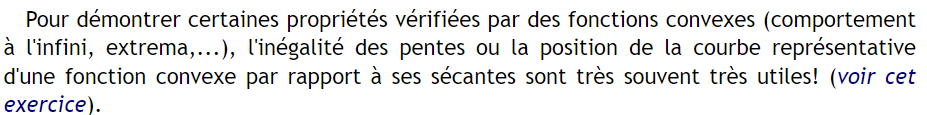 Pour démontrer certaines propriétés vérifiées par des fonctions convexes (comportement
à l'infini, extrema,...), l'inégalité des pentes ou la position de la courbe représentative
d'une fonction convexe par rapport à ses sécantes sont très souvent très utiles! (voir cet
exercice).